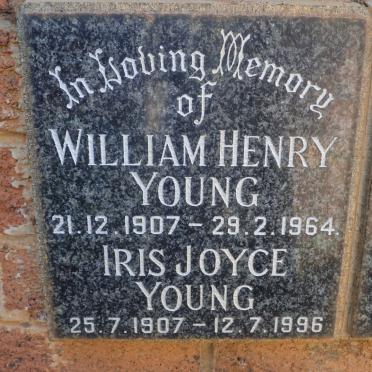 In Loving Memory
of
WILLIAM HENRY
YOUNG
21.12.1907 - 29.2.1964.
IRIS JOYCE
YOUNG
25.7.1907 - 12.7.1996